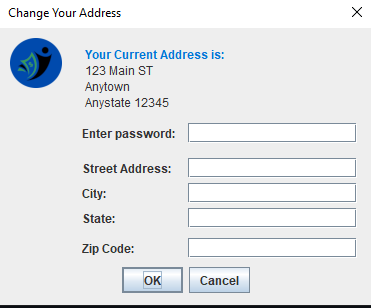 Change Your Address
Your Current Address is:
123 Main ST
Anytown
Anystate 12345
Enter password:
Street Address:
City:
State:
Zip Code:
OK Cancel